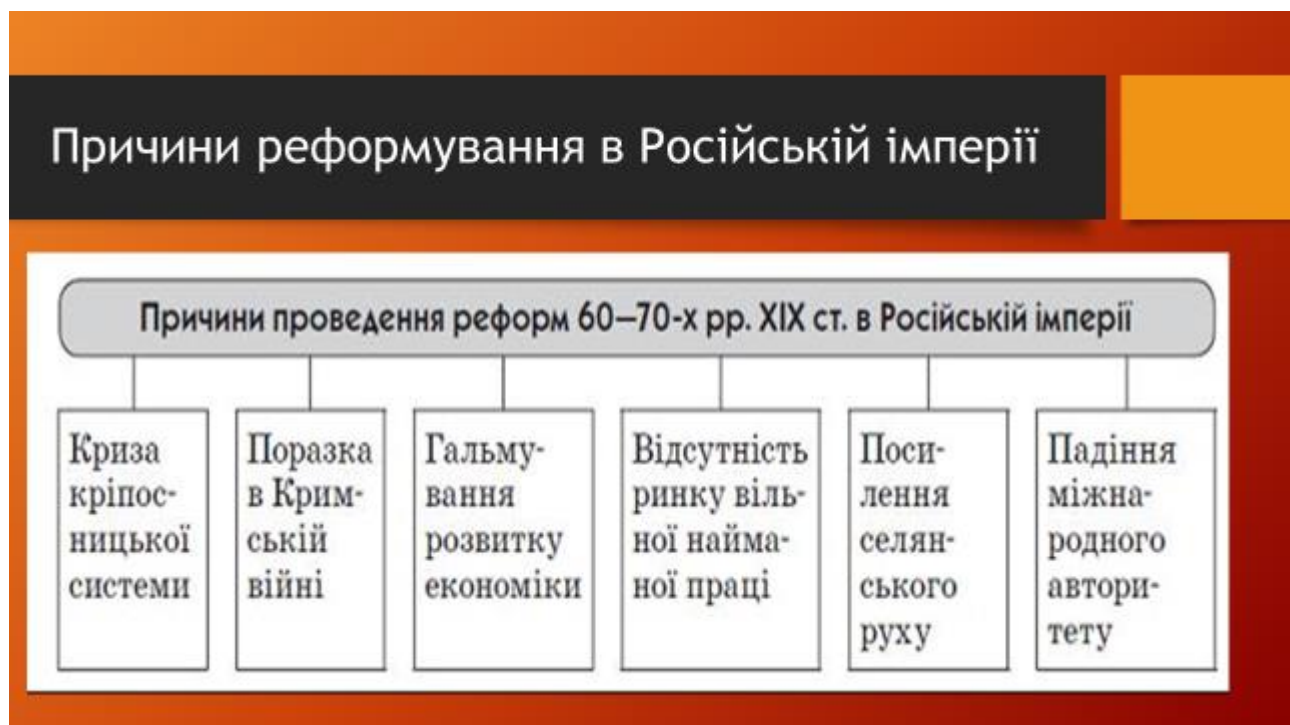 Причини реформування в Російській імперії
Причини проведення реформ 60—70-х рр. XIX ст. в Російській імперії
Криза
кріпос-
ницької
системи
Поразка
в Крим-
ській
війні
Гальму-
вання
розвитку
економіки
Відсутність
ринку віль-
ної найма-
ної праці
Поси-
лення
селян-
ського
руху
Падіння
міжна-
родного
автори-
тету